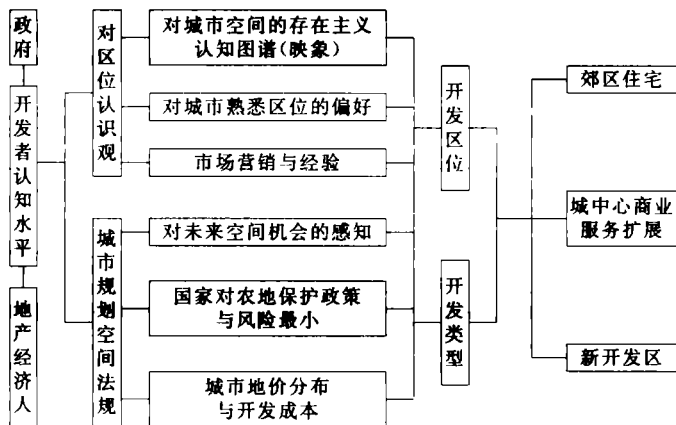 政府
开发者认知水平
地产经济人
对区位认识观
城市规划空间法规
对城市空间的存在主义
认知图谱(映象)
对城市熟悉区位的偏好
市场营销与经验
对未来空间机会的感知
国家对农地保护政策
与风险最小
城市地价分布
与开发成本
开发区位
开发类型
郊区住宅
城中心商业
服务扩展
新开发区